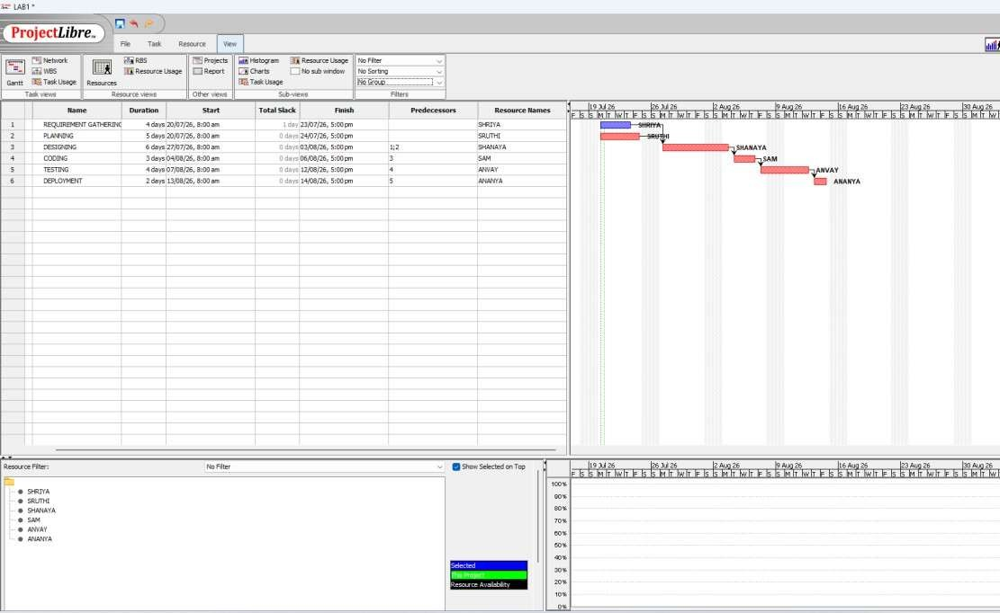 LAB1 *
ProjectLibre
File Task Resource View
Network RBS Projects Histogram Resource Usage No Filter
WBS Resource Usage Report Charts No sub window No Sorting
Gantt Task Usage Resources Task Usage No Group
Task views Resource views Other views Sub-views Filters
Name Duration Start Total Slack Finish Predecessors Resource Names
19 Jul 26 26 Jul 26 2 Aug 26 9 Aug 26 16 Aug 26 23 Aug 26 30 Aug 26
F S S M T W T F S S M T W T F S S M T W T F S S M T W T F S S M T W T F S S M T W T F S S M T W
1 REQUIREMENT GATHERING 4 days 20/07/26, 8:00 am 1 day 23/07/26, 5:00 pm SHRIYA
2 PLANNING 5 days 20/07/26, 8:00 am 0 days 24/07/26, 5:00 pm SRUTHI
3 DESIGNING 6 days 27/07/26, 8:00 am 0 days 03/08/26, 5:00 pm 1;2 SHANAYA
4 CODING 3 days 04/08/26, 8:00 am 0 days 06/08/26, 5:00 pm 3 SAM
5 TESTING 4 days 07/08/26, 8:00 am 0 days 12/08/26, 5:00 pm 4 ANVAY
6 DEPLOYMENT 2 days 13/08/26, 8:00 am 0 days 14/08/26, 5:00 pm 5 ANANYA
SHRIYA
SRUTHI
SHANAYA
SAM
ANVAY
ANANYA
Resource Filter: No Filter Show Selected on Top
SHRIYA
SRUTHI
SHANAYA
SAM
ANVAY
ANANYA
Selected
This Project
Resource Availability
19 Jul 26 26 Jul 26 2 Aug 26 9 Aug 26 16 Aug 26 23 Aug 26 30 Aug 26
F S S M T W T F S S M T W T F S S M T W T F S S M T W T F S S M T W T F S S M T W T F S S M T W
100%
90%
80%
70%
60%
50%
40%
30%
20%
10%
0%